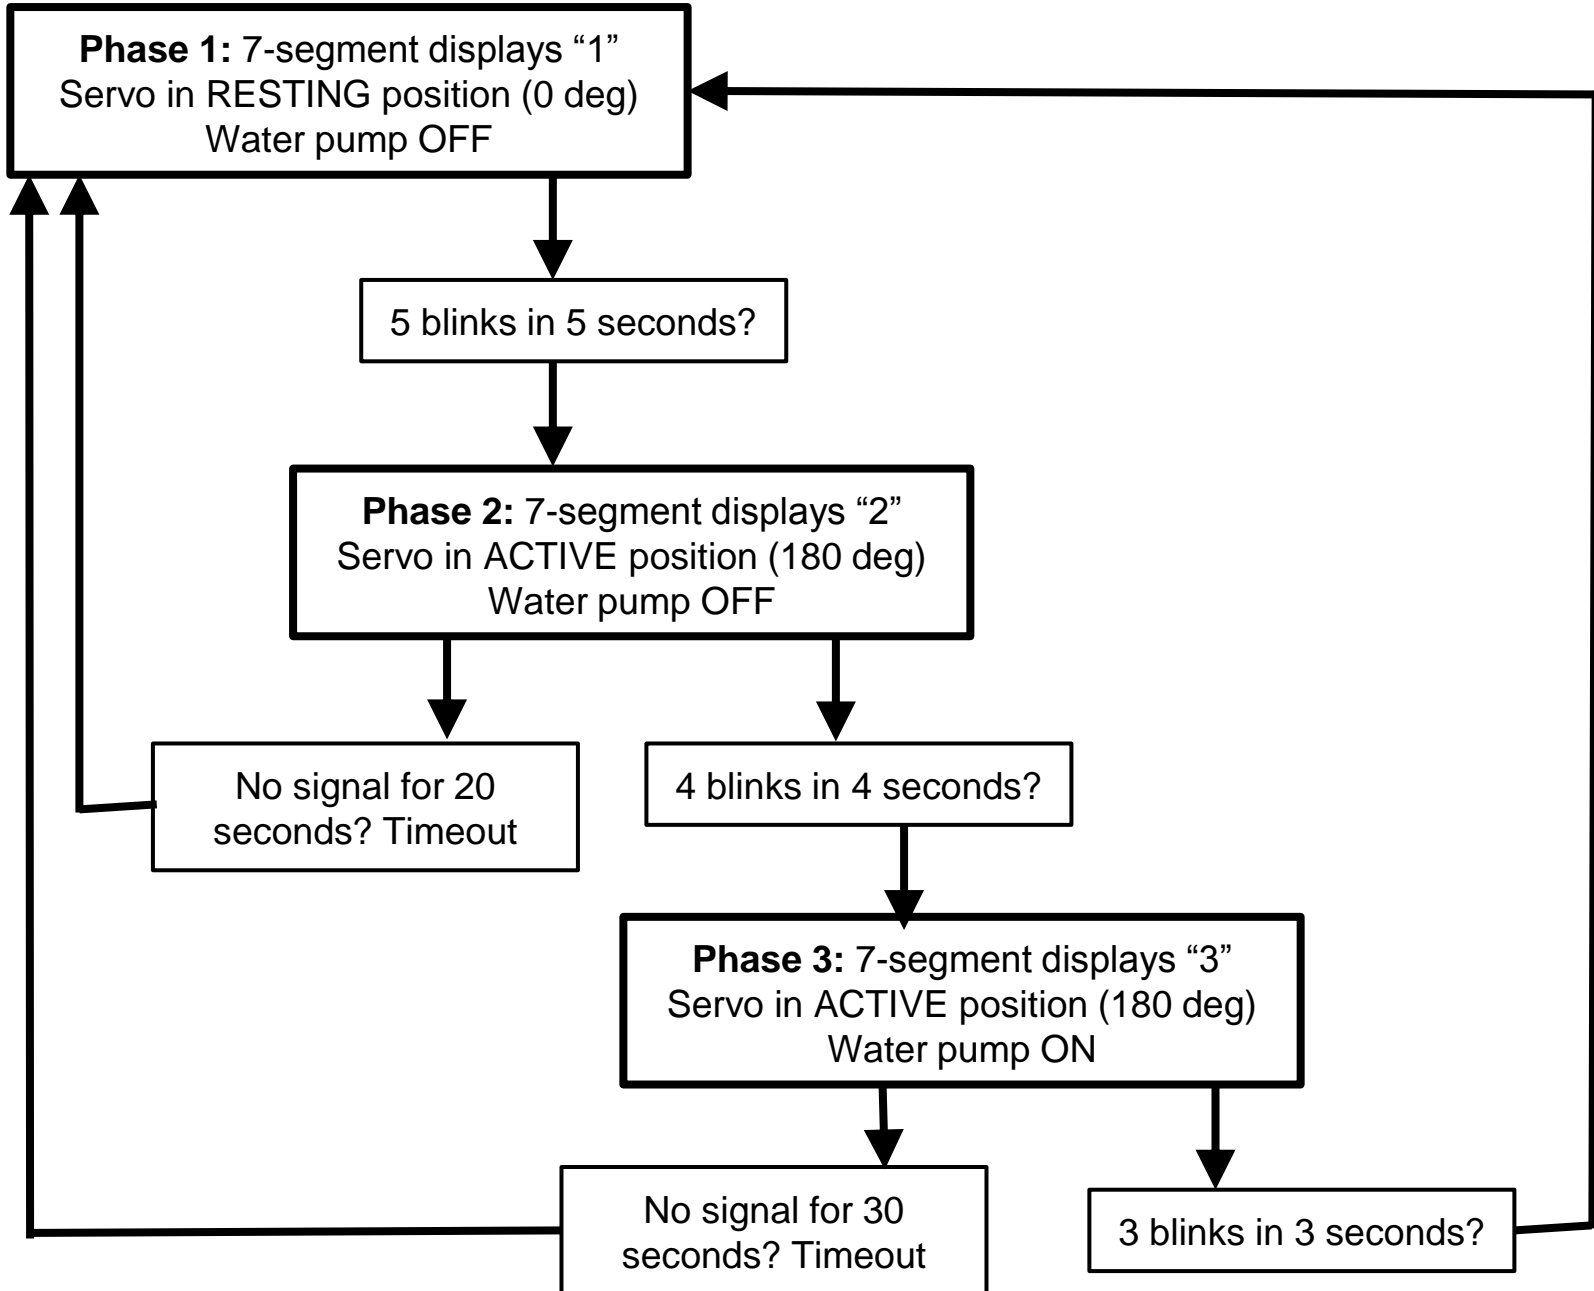 Phase 1: 7-segment displays “1”
Servo in RESTING position (0 deg)
Water pump OFF
5 blinks in 5 seconds?
Phase 2: 7-segment displays “2”
Servo in ACTIVE position (180 deg)
Water pump OFF
No signal for 20
seconds? Timeout
4 blinks in 4 seconds?
Phase 3: 7-segment displays “3”
Servo in ACTIVE position (180 deg)
Water pump ON
No signal for 30
seconds? Timeout
3 blinks in 3 seconds?